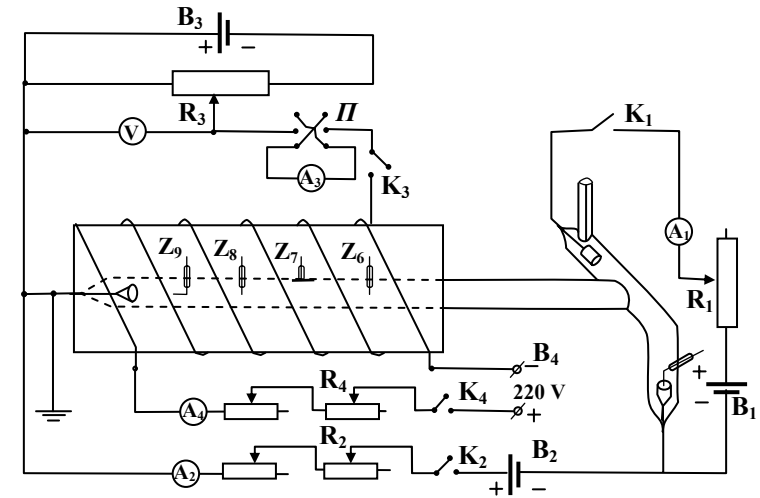 B₃
+ −
R₃
П
K₁
V
A₃
K₃
A₁
Z₉ Z₈ Z₇ Z₆
R₁
− B₄
R₄
K₄ 220 V
A₄
+
+
− B₁
R₂
K₂ B₂
A₂
+ −